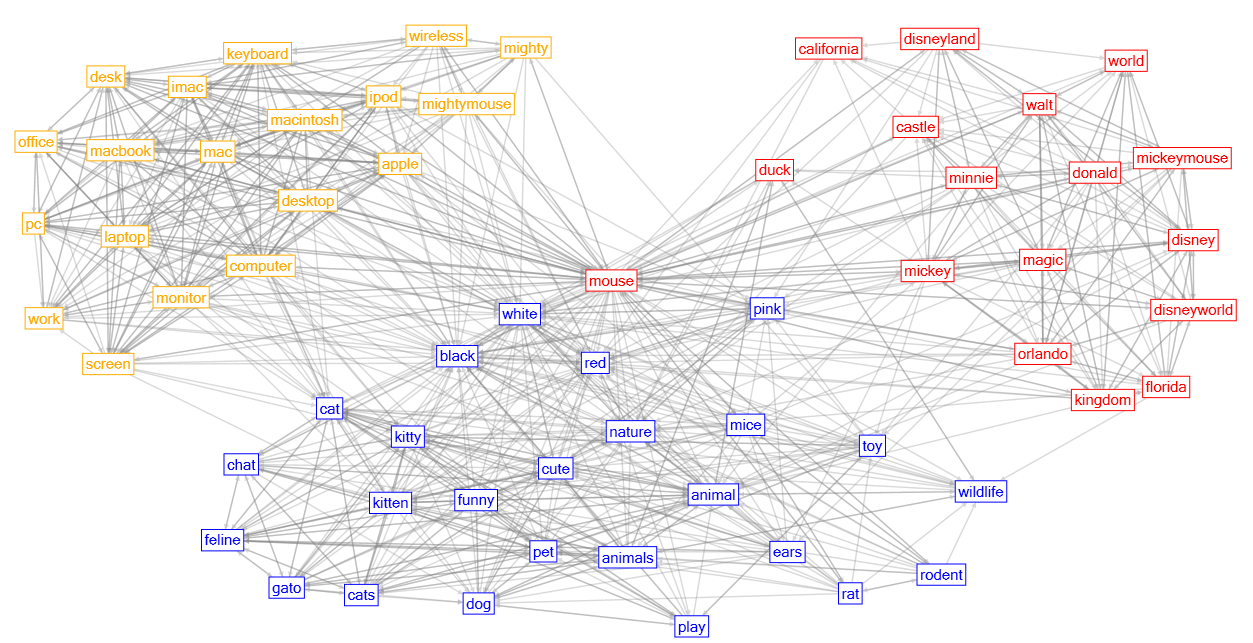 wireless
disneyland
mighty
california
keyboard
world
desk
imac
ipod
mightymouse
walt
macintosh
castle
office
macbook
mac
mickeymouse
apple
duck
donald
minnie
desktop
pc
laptop
disney
computer
magic
mickey
mouse
monitor
pink
disneyworld
white
work
orlando
black
red
screen
florida
kingdom
cat
mice
nature
kitty
toy
chat
cute
wildlife
animal
funny
kitten
feline
pet
ears
animals
rodent
gato
rat
cats
dog
play